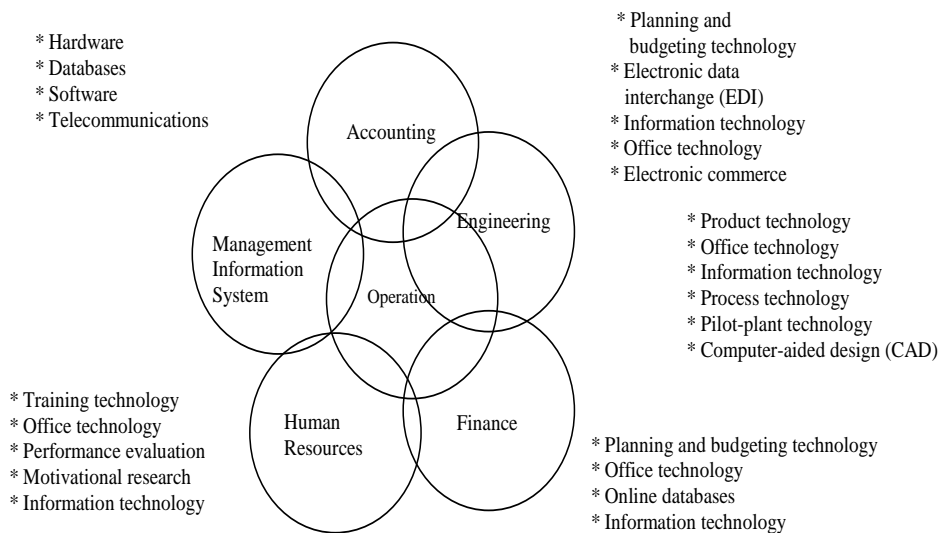 * Hardware
* Databases
* Software
* Telecommunications
* Planning and
budgeting technology
* Electronic data
interchange (EDI)
* Information technology
* Office technology
* Electronic commerce
Accounting
Engineering
Management
Information
System
Operation
* Product technology
* Office technology
* Information technology
* Process technology
* Pilot-plant technology
* Computer-aided design (CAD)
* Training technology
* Office technology
* Performance evaluation
* Motivational research
* Information technology
Human
Resources
Finance
* Planning and budgeting technology
* Office technology
* Online databases
* Information technology